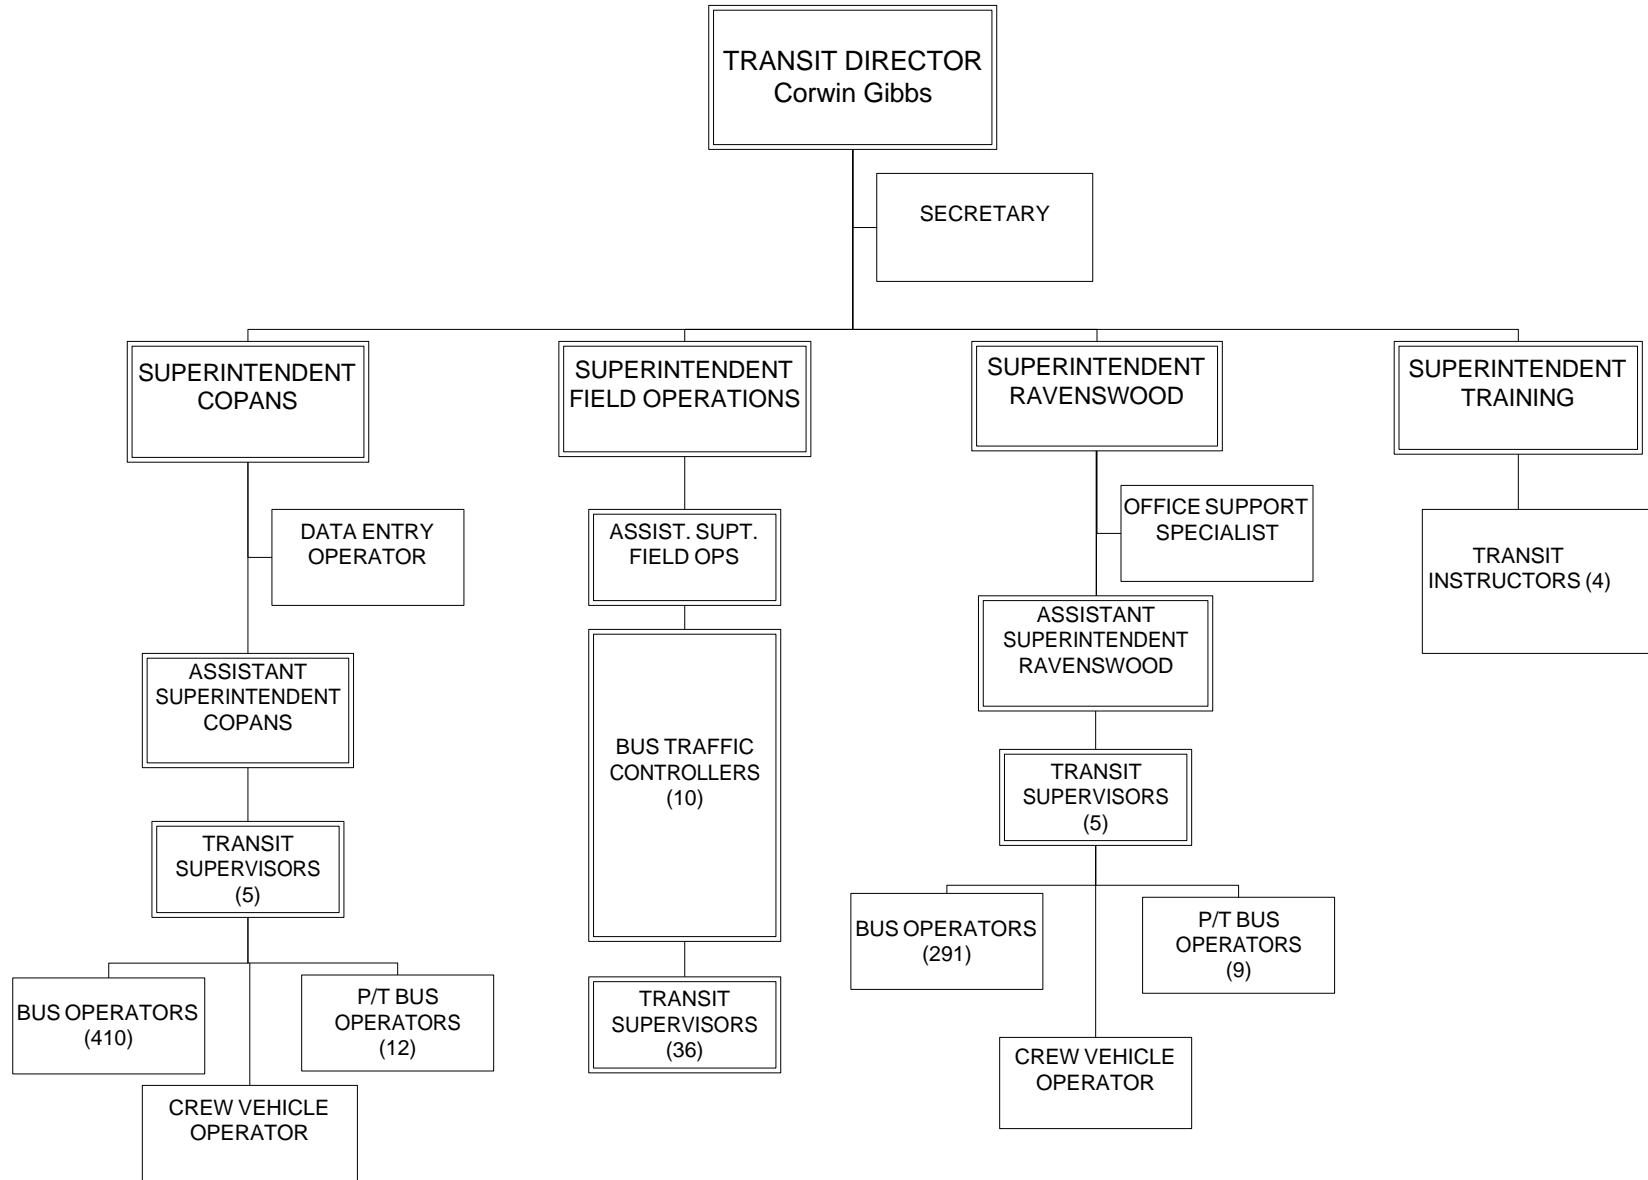 TRANSIT DIRECTOR
Corwin Gibbs
SECRETARY
SUPERINTENDENT
COPANS
SUPERINTENDENT
FIELD OPERATIONS
SUPERINTENDENT
RAVENSWOOD
SUPERINTENDENT
TRAINING
DATA ENTRY
OPERATOR
ASSIST. SUPT.
FIELD OPS
OFFICE SUPPORT
SPECIALIST
TRANSIT
INSTRUCTORS (4)
ASSISTANT
SUPERINTENDENT
COPANS
BUS TRAFFIC
CONTROLLERS
(10)
ASSISTANT
SUPERINTENDENT
RAVENSWOOD
TRANSIT
SUPERVISORS
(5)
TRANSIT
SUPERVISORS
(5)
BUS OPERATORS
(410)
P/T BUS
OPERATORS
(12)
TRANSIT
SUPERVISORS
(36)
BUS OPERATORS
(291)
P/T BUS
OPERATORS
(9)
CREW VEHICLE
OPERATOR
CREW VEHICLE
OPERATOR